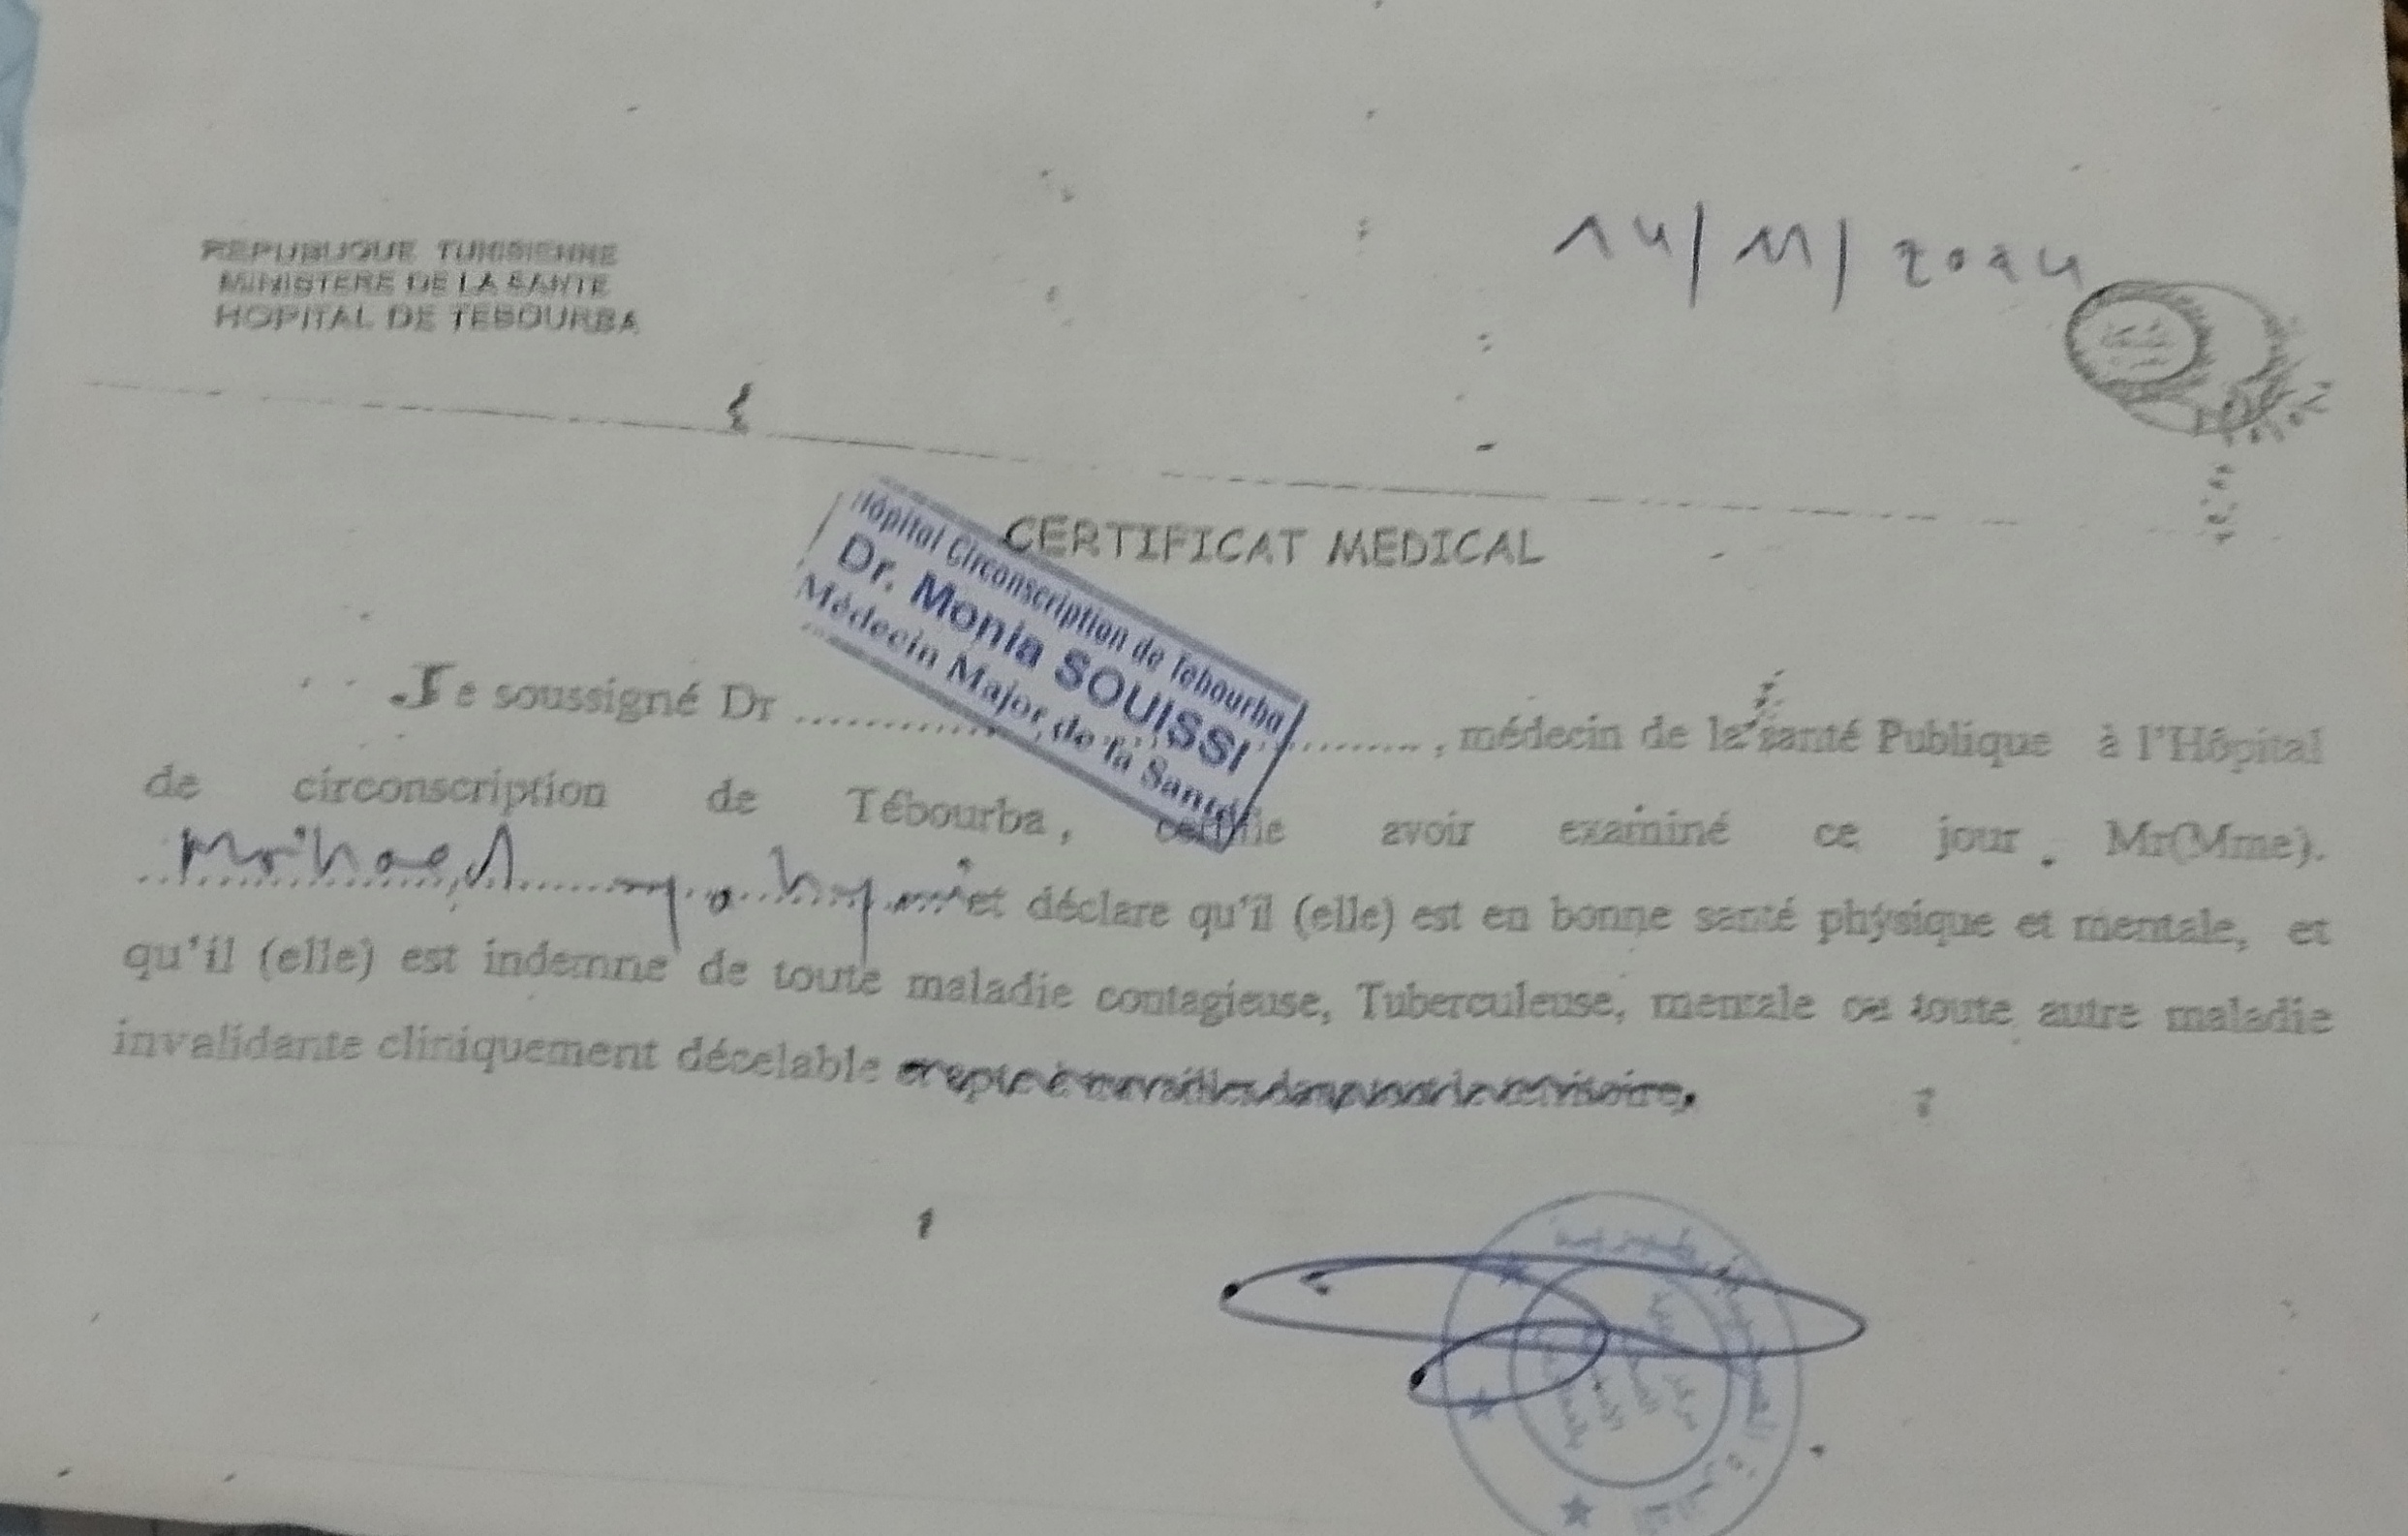 14/11/2024
REPUBLIQUE TUNISIENNE
MINISTERE DE LA SANTE
HOPITAL DE TEBOURBA
CERTIFICAT MEDICAL
Hôpital Circonscription de Tebourba
Dr. Monia SOUISSI
Médecin Major de la Santé
Je soussigné Dr ...................., médecin de la santé Publique à l'Hôpital
de circonscription de Tébourba, certifie avoir examiné ce jour. Mr(Mme).
et déclare qu'il (elle) est en bonne santé physique et mentale, et
qu'il (elle) est indemne de toute maladie contagieuse, Tuberculeuse, mentale ou toute autre maladie
invalidante cliniquement décelable